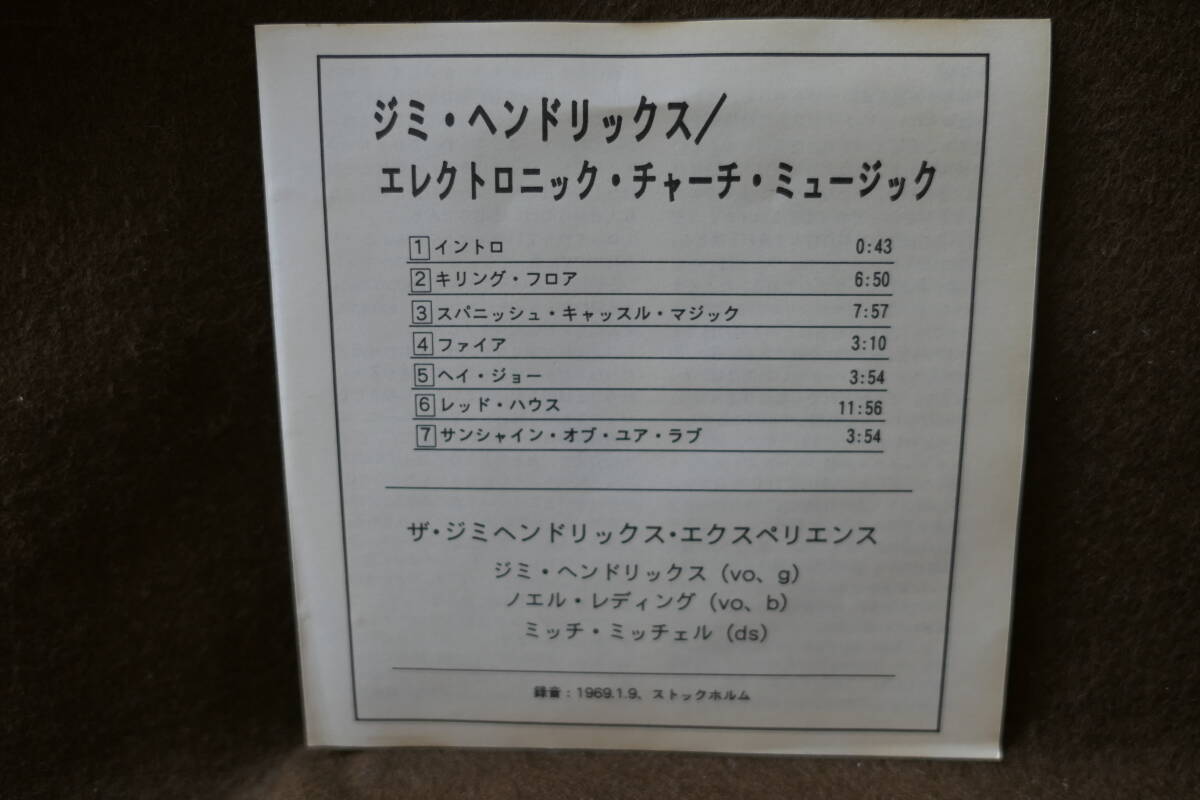 ジミ・ヘンドリックス/
エレクトロニック・チャーチ・ミュージック
1 イントロ 0:43
2 キリング・フロア 6:50
3 スパニッシュ・キャッスル・マジック 7:57
4 ファイア 3:10
5 ヘイ・ジョー 3:54
6 レッド・ハウス 11:56
7 サンシャイン・オブ・ユア・ラブ 3:54
ザ・ジミヘンドリックス・エクスペリエンス
ジミ・ヘンドリックス（vo、g）
ノエル・レディング（vo、b）
ミッチ・ミッチェル（ds）
録音：1969.1.9、ストックホルム